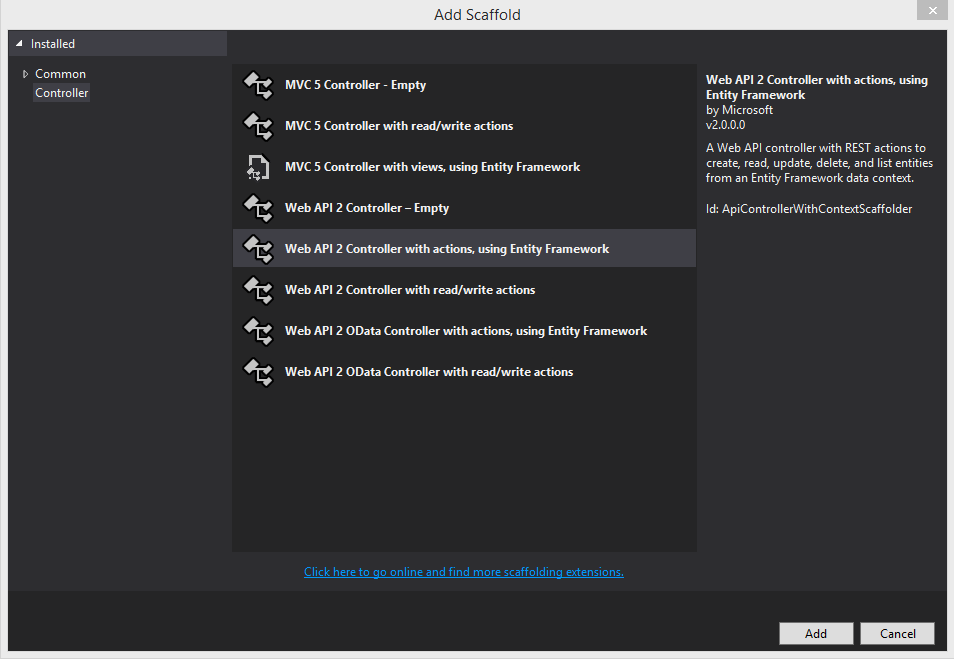 Add Scaffold
Installed
Common
Controller
MVC 5 Controller - Empty
MVC 5 Controller with read/write actions
MVC 5 Controller with views, using Entity Framework
Web API 2 Controller – Empty
Web API 2 Controller with actions, using Entity Framework
Web API 2 Controller with read/write actions
Web API 2 OData Controller with actions, using Entity Framework
Web API 2 OData Controller with read/write actions
Click here to go online and find more scaffolding extensions.
Web API 2 Controller with actions, using
Entity Framework
by Microsoft
v2.0.0.0
A Web API controller with REST actions to
create, read, update, delete, and list entities
from an Entity Framework data context.
Id: ApiControllerWithContextScaffolder
Add
Cancel